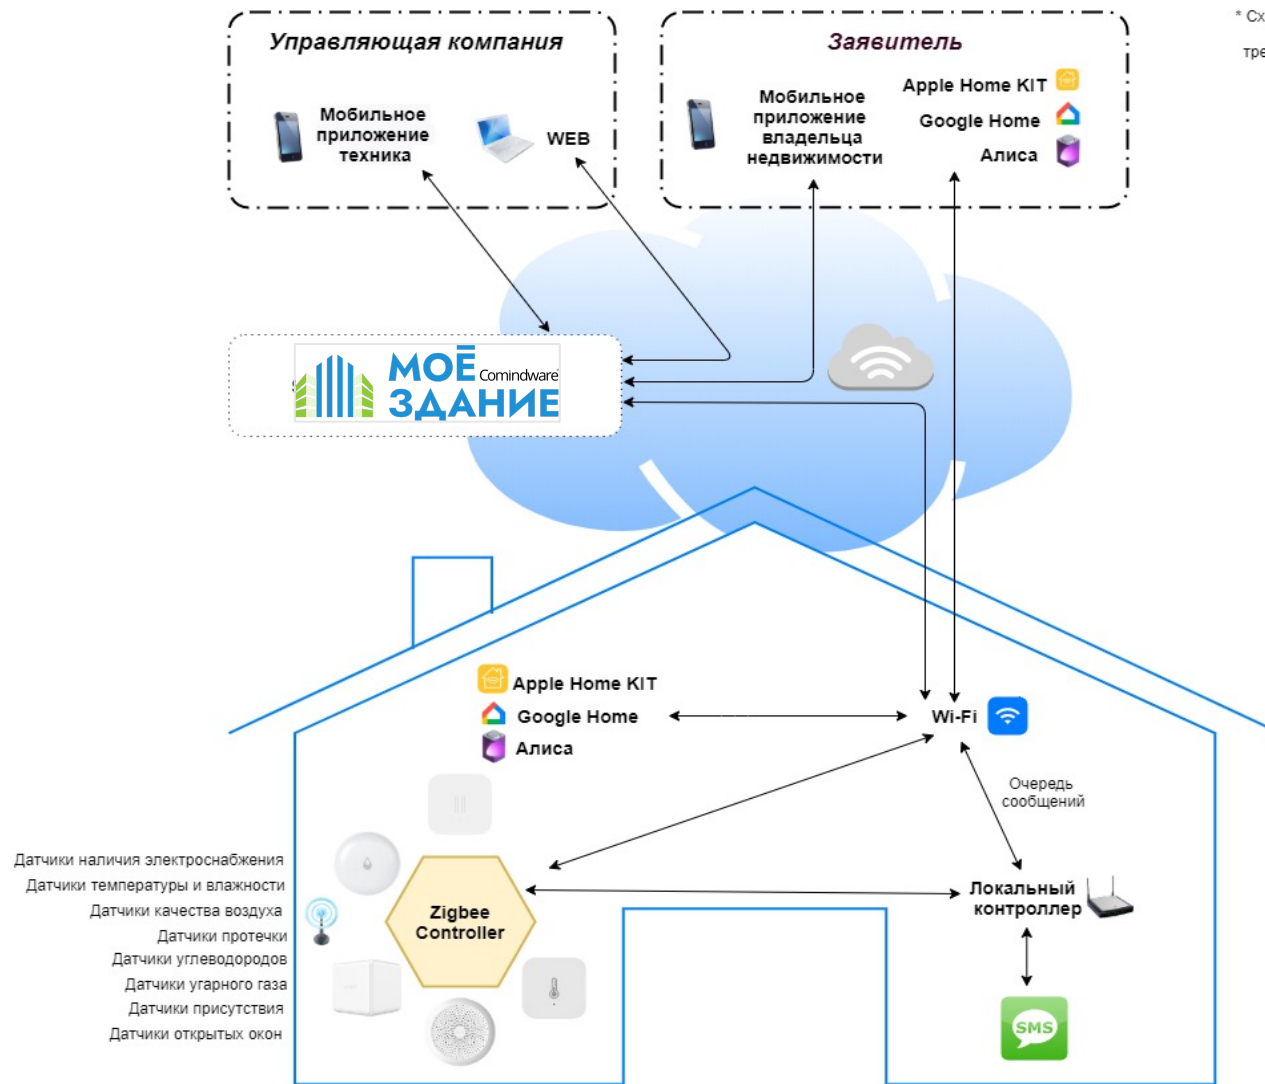 Управляющая компания
Мобильное
приложение
техника
WEB
Заявитель
Мобильное
приложение
владельца
недвижимости
Apple Home KIT
Google Home
Алиса
* Сх
тре
МОЁ
Comindware
ЗДАНИЕ
Apple Home KIT
Google Home
Алиса
Wi-Fi
Очередь
сообщений
Датчики наличия электроснабжения
Датчики температуры и влажности
Датчики качества воздуха
Датчики протечки
Датчики углеводородов
Датчики угарного газа
Датчики присутствия
Датчики открытых окон
Zigbee
Controller
Локальный
контроллер
SMS